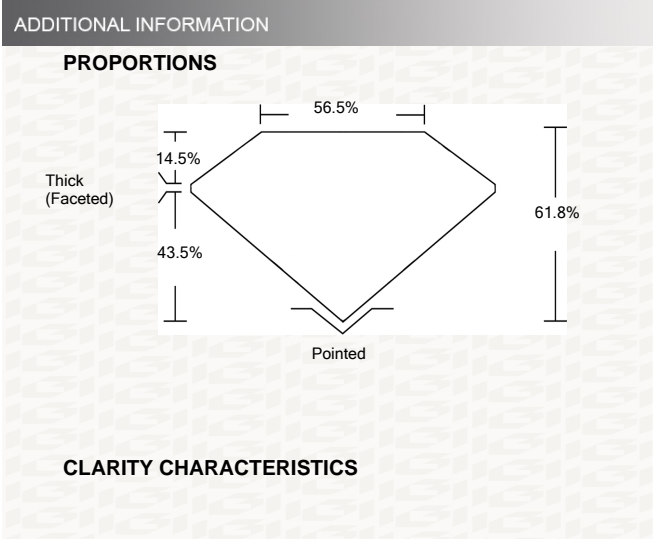 ADDITIONAL INFORMATION
PROPORTIONS
56.5%
14.5%
Thick
(Faceted)
61.8%
43.5%
Pointed
CLARITY CHARACTERISTICS